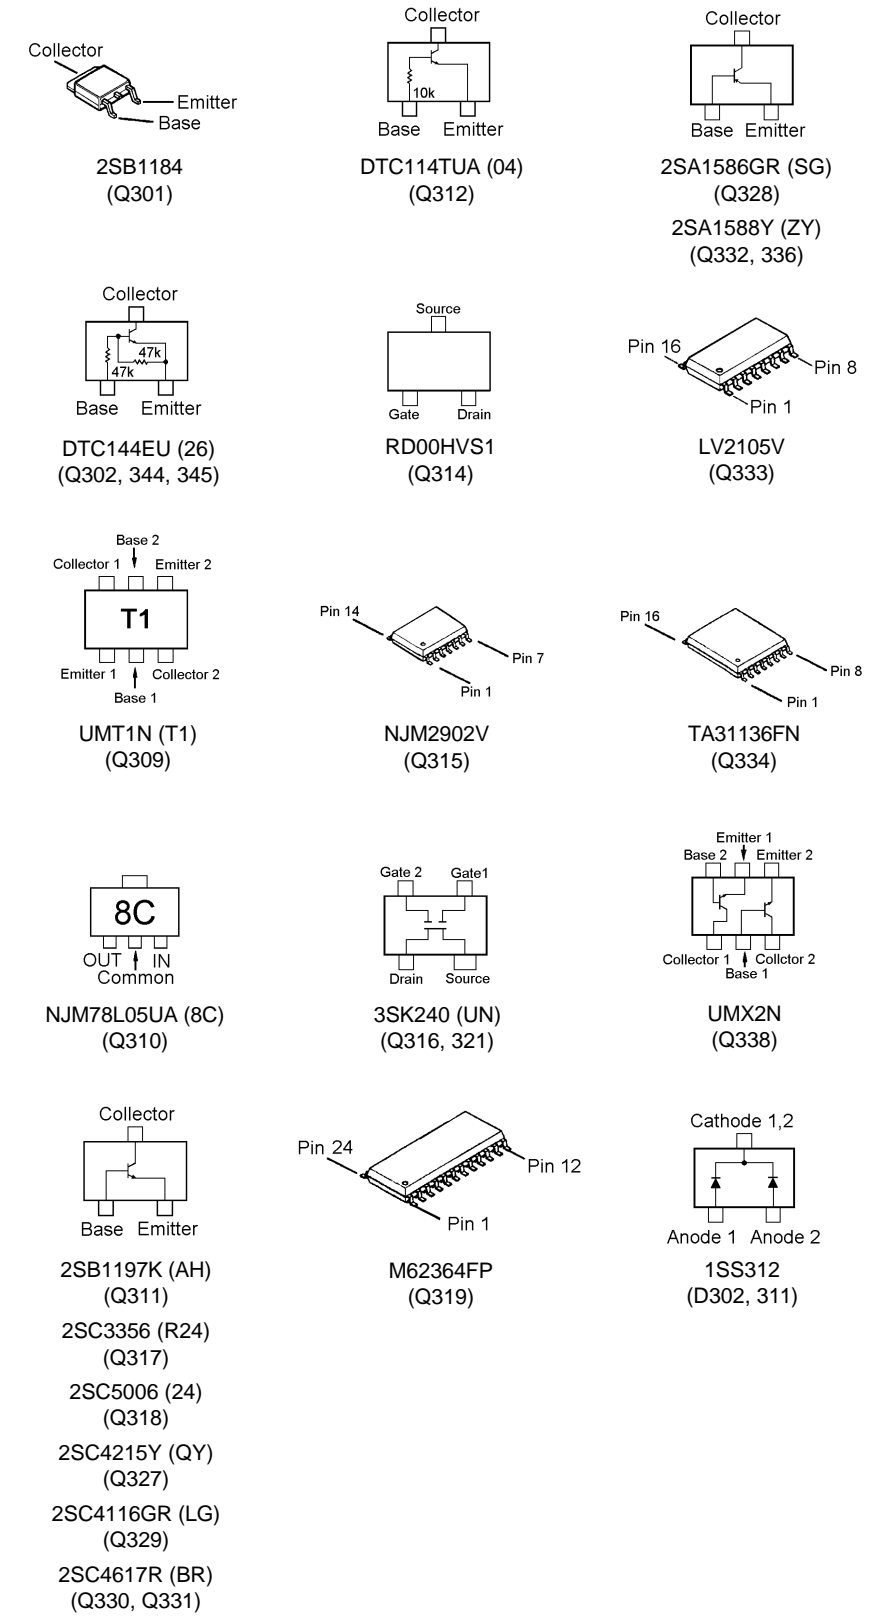 Collector
Emitter
Base
2SB1184
(Q301)
Collector
10k
Base Emitter
DTC114TUA (04)
(Q312)
Collector
Base Emitter
2SA1586GR (SG)
(Q328)
2SA1588Y (ZY)
(Q332, 336)
Collector
47k
47k
Base Emitter
DTC144EU (26)
(Q302, 344, 345)
Source
Gate Drain
RD00HVS1
(Q314)
Pin 16
Pin 8
Pin 1
LV2105V
(Q333)
Base 2
Collector 1 Emitter 2
T1
Emitter 1 Collector 2
Base 1
UMT1N (T1)
(Q309)
Pin 14
Pin 7
Pin 1
NJM2902V
(Q315)
Pin 16
Pin 8
Pin 1
TA31136FN
(Q334)
8C
OUT IN
Common
NJM78L05UA (8C)
(Q310)
Gate 2 Gate1
Drain Source
3SK240 (UN)
(Q316, 321)
Emitter 1
Base 2 Emitter 2
Collector 1 Collctor 2
Base 1
UMX2N
(Q338)
Collector
Base Emitter
2SB1197K (AH)
(Q311)
2SC3356 (R24)
(Q317)
2SC5006 (24)
(Q318)
2SC4215Y (QY)
(Q327)
2SC4116GR (LG)
(Q329)
2SC4617R (BR)
(Q330, Q331)
Pin 24
Pin 12
Pin 1
M62364FP
(Q319)
Cathode 1,2
Anode 1 Anode 2
1SS312
(D302, 311)